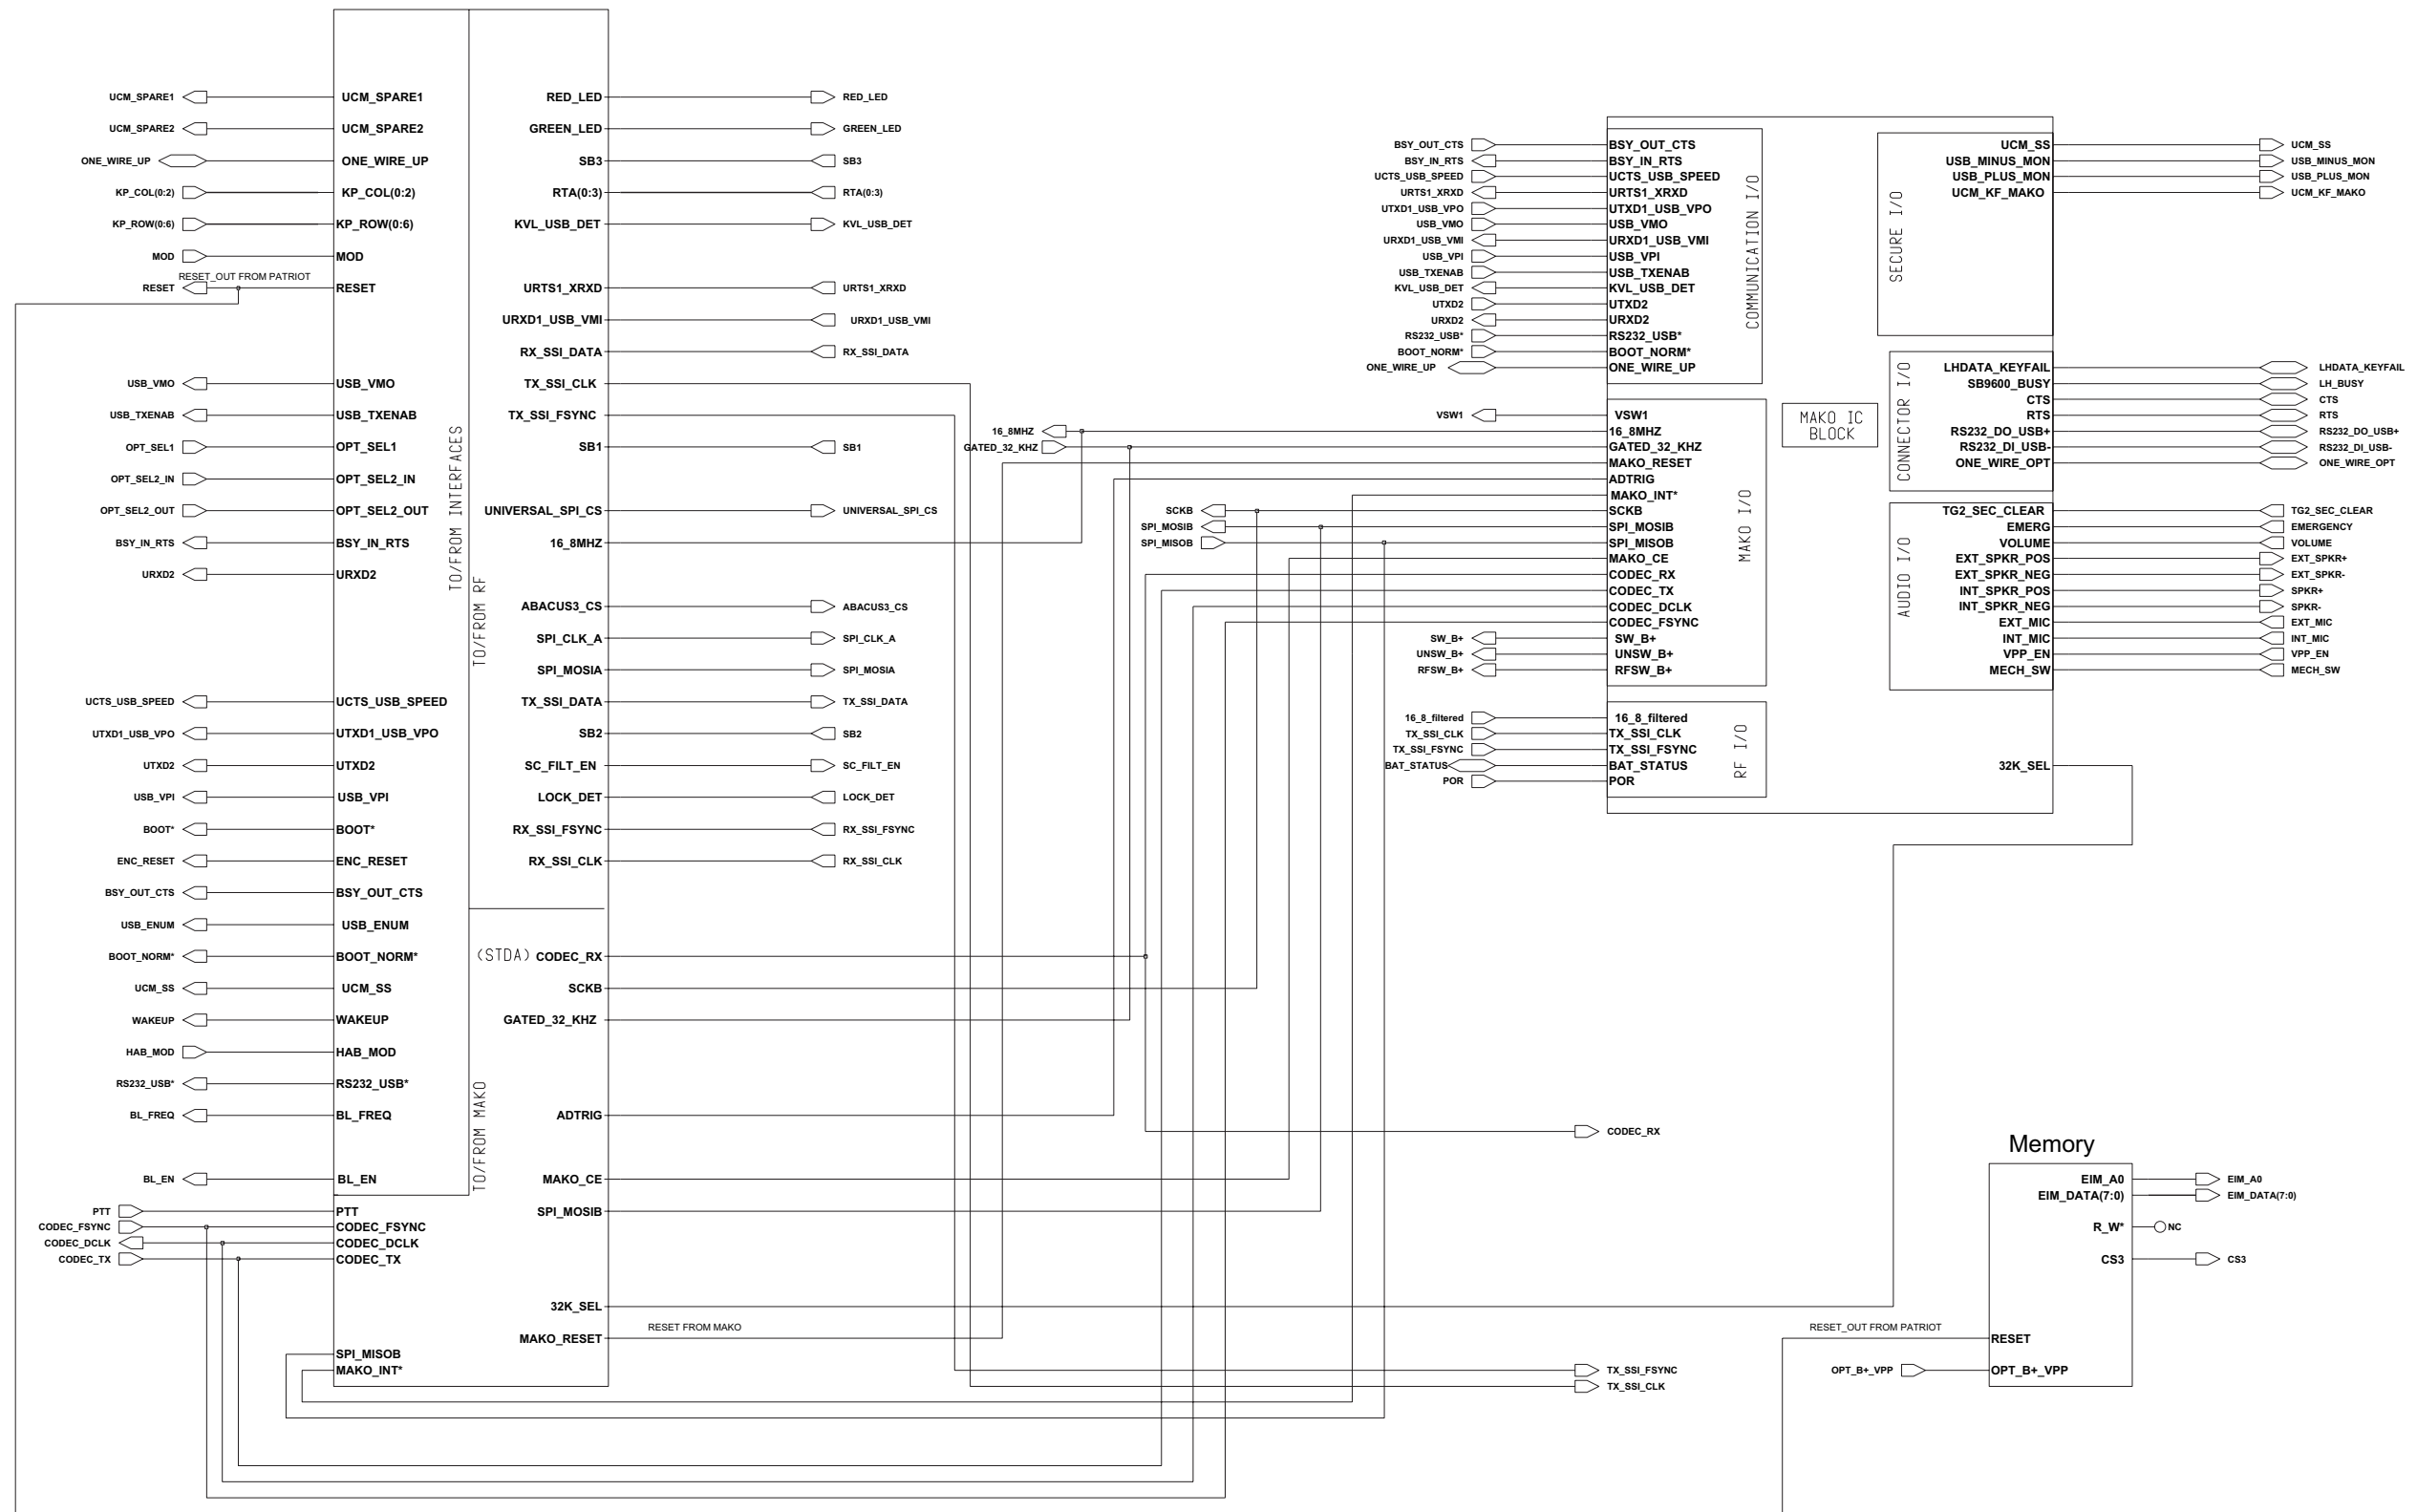 UCM_SPARE1 UCM_SPARE1
UCM_SPARE2 UCM_SPARE2
ONE_WIRE_UP ONE_WIRE_UP
KP_COL(0:2) KP_COL(0:2)
KP_ROW(0:6) KP_ROW(0:6)
MOD MOD
RESET_OUT FROM PATRIOT
RESET RESET
USB_VMO USB_VMO
USB_TXENAB USB_TXENAB
OPT_SEL1 OPT_SEL1
OPT_SEL2_IN OPT_SEL2_IN
OPT_SEL2_OUT OPT_SEL2_OUT
BSY_IN_RTS BSY_IN_RTS
URXD2 URXD2
UCTS_USB_SPEED UCTS_USB_SPEED
UTXD1_USB_VPO UTXD1_USB_VPO
UTXD2 UTXD2
USB_VPI USB_VPI
BOOT* BOOT*
ENC_RESET ENC_RESET
BSY_OUT_CTS BSY_OUT_CTS
USB_ENUM USB_ENUM
BOOT_NORM* BOOT_NORM*
UCM_SS UCM_SS
WAKEUP WAKEUP
HAB_MOD HAB_MOD
RS232_USB* RS232_USB*
BL_FREQ BL_FREQ
BL_EN BL_EN
PTT PTT
CODEC_FSYNC CODEC_FSYNC
CODEC_DCLK CODEC_DCLK
CODEC_TX CODEC_TX
SPI_MISOB
MAKO_INT*
TO/FROM INTERFACES
TO/FROM RF
TO/FROM MAKO
RED_LED RED_LED
GREEN_LED GREEN_LED
SB3 SB3
RTA(0:3) RTA(0:3)
KVL_USB_DET KVL_USB_DET
URTS1_XRXD URTS1_XRXD
URXD1_USB_VMI URXD1_USB_VMI
RX_SSI_DATA RX_SSI_DATA
TX_SSI_CLK
TX_SSI_FSYNC
SB1 SB1
UNIVERSAL_SPI_CS UNIVERSAL_SPI_CS
16_8MHZ
ABACUS3_CS ABACUS3_CS
SPI_CLK_A SPI_CLK_A
SPI_MOSIA SPI_MOSIA
TX_SSI_DATA TX_SSI_DATA
SB2 SB2
SC_FILT_EN SC_FILT_EN
LOCK_DET LOCK_DET
RX_SSI_FSYNC RX_SSI_FSYNC
RX_SSI_CLK RX_SSI_CLK
(STDA) CODEC_RX
SCKB
GATED_32_KHZ
ADTRIG
MAKO_CE
SPI_MOSIB
32K_SEL
MAKO_RESET RESET FROM MAKO
CODEC_RX
TX_SSI_FSYNC
TX_SSI_CLK
BSY_OUT_CTS BSY_OUT_CTS
BSY_IN_RTS BSY_IN_RTS
UCTS_USB_SPEED UCTS_USB_SPEED
URTS1_XRXD URTS1_XRXD
UTXD1_USB_VPO UTXD1_USB_VPO
USB_VMO USB_VMO
URXD1_USB_VMI URXD1_USB_VMI
USB_VPI USB_VPI
USB_TXENAB USB_TXENAB
KVL_USB_DET KVL_USB_DET
UTXD2 UTXD2
URXD2 URXD2
RS232_USB* RS232_USB*
BOOT_NORM* BOOT_NORM*
ONE_WIRE_UP ONE_WIRE_UP
COMMUNICATION I/O
VSW1 VSW1
16_8MHZ 16_8MHZ
GATED_32_KHZ GATED_32_KHZ
MAKO_RESET
ADTRIG
MAKO_INT*
SCKB SCKB
SPI_MOSIB SPI_MOSIB
SPI_MISOB SPI_MISOB
MAKO_CE
CODEC_RX
CODEC_TX
CODEC_DCLK
CODEC_FSYNC
SW_B+ SW_B+
UNSW_B+ UNSW_B+
RFSW_B+ RFSW_B+
MAKO I/O
16_8_filtered 16_8_filtered
TX_SSI_CLK TX_SSI_CLK
TX_SSI_FSYNC TX_SSI_FSYNC
BAT_STATUS BAT_STATUS
POR POR
RF I/O
MAKO IC
BLOCK
SECURE I/O
UCM_SS UCM_SS
USB_MINUS_MON USB_MINUS_MON
USB_PLUS_MON USB_PLUS_MON
UCM_KF_MAKO UCM_KF_MAKO
CONNECTOR I/O
LHDATA_KEYFAIL LHDATA_KEYFAIL
SB9600_BUSY LH_BUSY
CTS CTS
RTS RTS
RS232_DO_USB+ RS232_DO_USB+
RS232_DI_USB- RS232_DI_USB-
ONE_WIRE_OPT ONE_WIRE_OPT
AUDIO I/O
TG2_SEC_CLEAR TG2_SEC_CLEAR
EMERG EMERGENCY
VOLUME VOLUME
EXT_SPKR_POS EXT_SPKR+
EXT_SPKR_NEG EXT_SPKR-
INT_SPKR_POS SPKR+
INT_SPKR_NEG SPKR-
EXT_MIC EXT_MIC
INT_MIC INT_MIC
VPP_EN VPP_EN
MECH_SW MECH_SW
32K_SEL
Memory
EIM_A0 EIM_A0
EIM_DATA(7:0) EIM_DATA(7:0)
R_W* NC
CS3 CS3
RESET_OUT FROM PATRIOT
RESET
OPT_B+_VPP OPT_B+_VPP